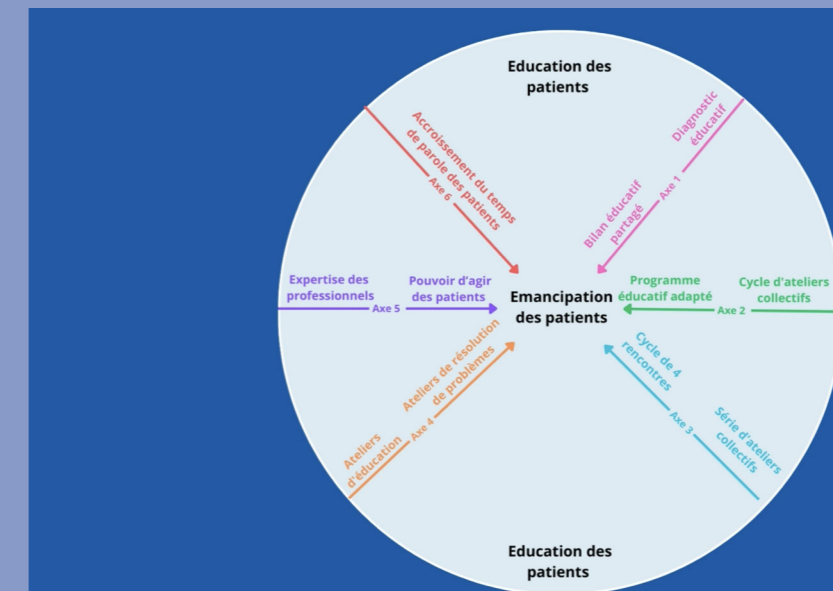 Education des
patients
Diagnostic
éducatif
Axe 1
Bilan éducatif
partagé
Accroissement du temps
de parole des patients
Axe 6
Expertise des
professionnels
Axe 5
Pouvoir d'agir
des patients
Emancipation
des patients
Programme
éducatif adapté
Axe 2
Cycle d'ateliers
collectifs
Ateliers de résolution
de problèmes
Axe 4
Ateliers
d'éducation
Cycle de 4
rencontres
Axe 3
Série d'ateliers
collectifs
Education des
patients